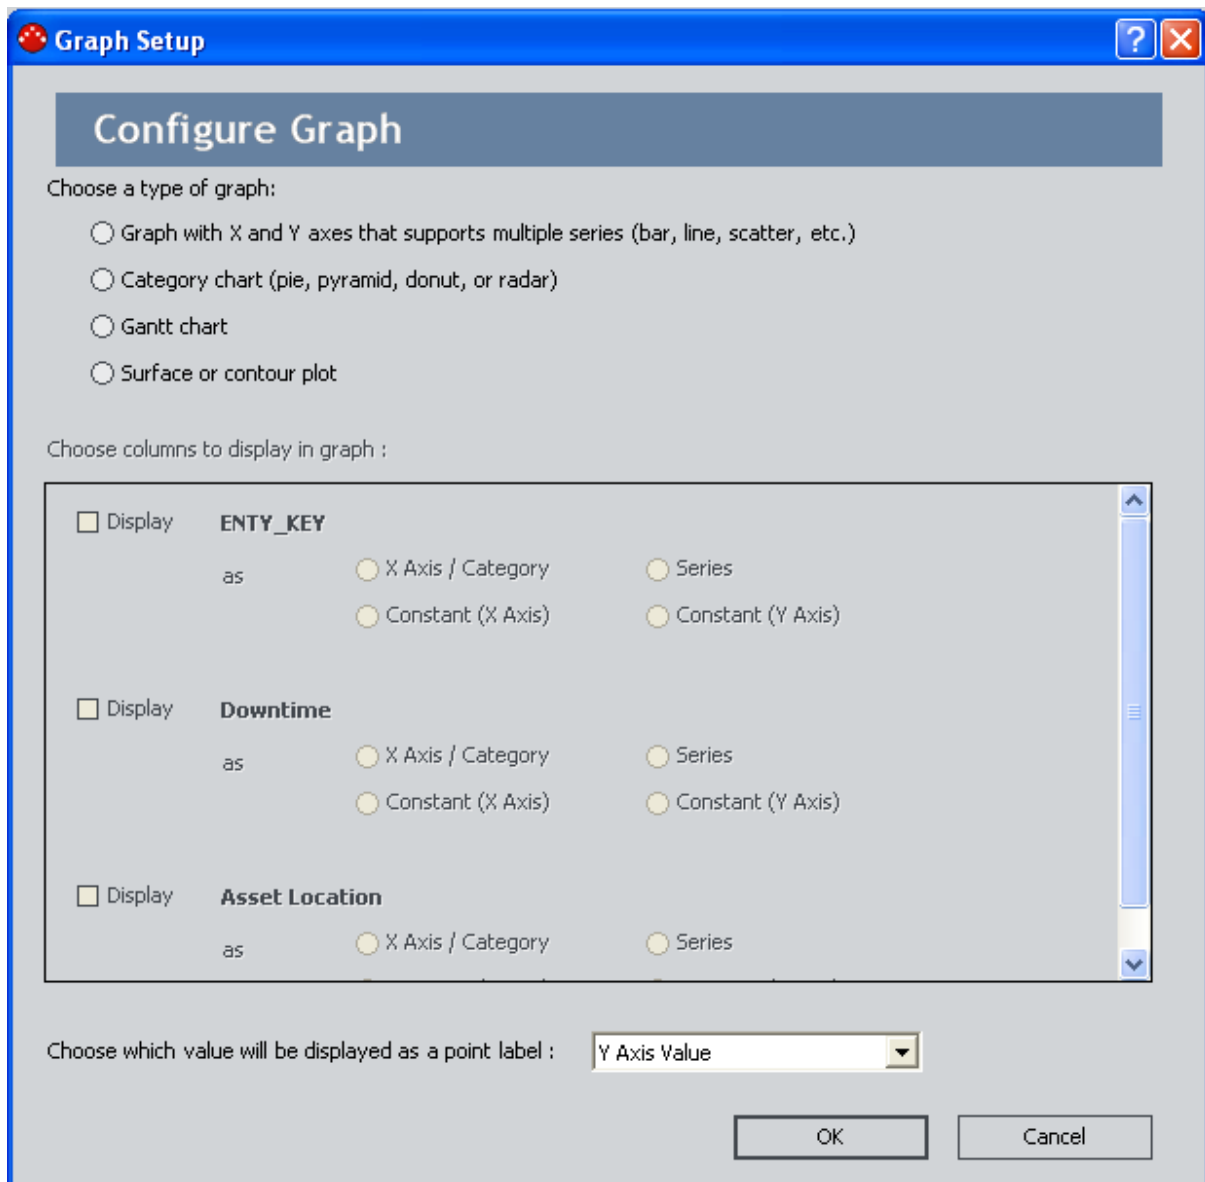 Graph Setup
?
Configure Graph
Choose a type of graph:
Graph with X and Y axes that supports multiple series (bar, line, scatter, etc.)
Category chart (pie, pyramid, donut, or radar)
Gantt chart
Surface or contour plot
Choose columns to display in graph :
Display ENTY_KEY
as X Axis / Category Series
Constant (X Axis) Constant (Y Axis)
Display Downtime
as X Axis / Category Series
Constant (X Axis) Constant (Y Axis)
Display Asset Location
as X Axis / Category Series
Choose which value will be displayed as a point label : Y Axis Value
OK Cancel